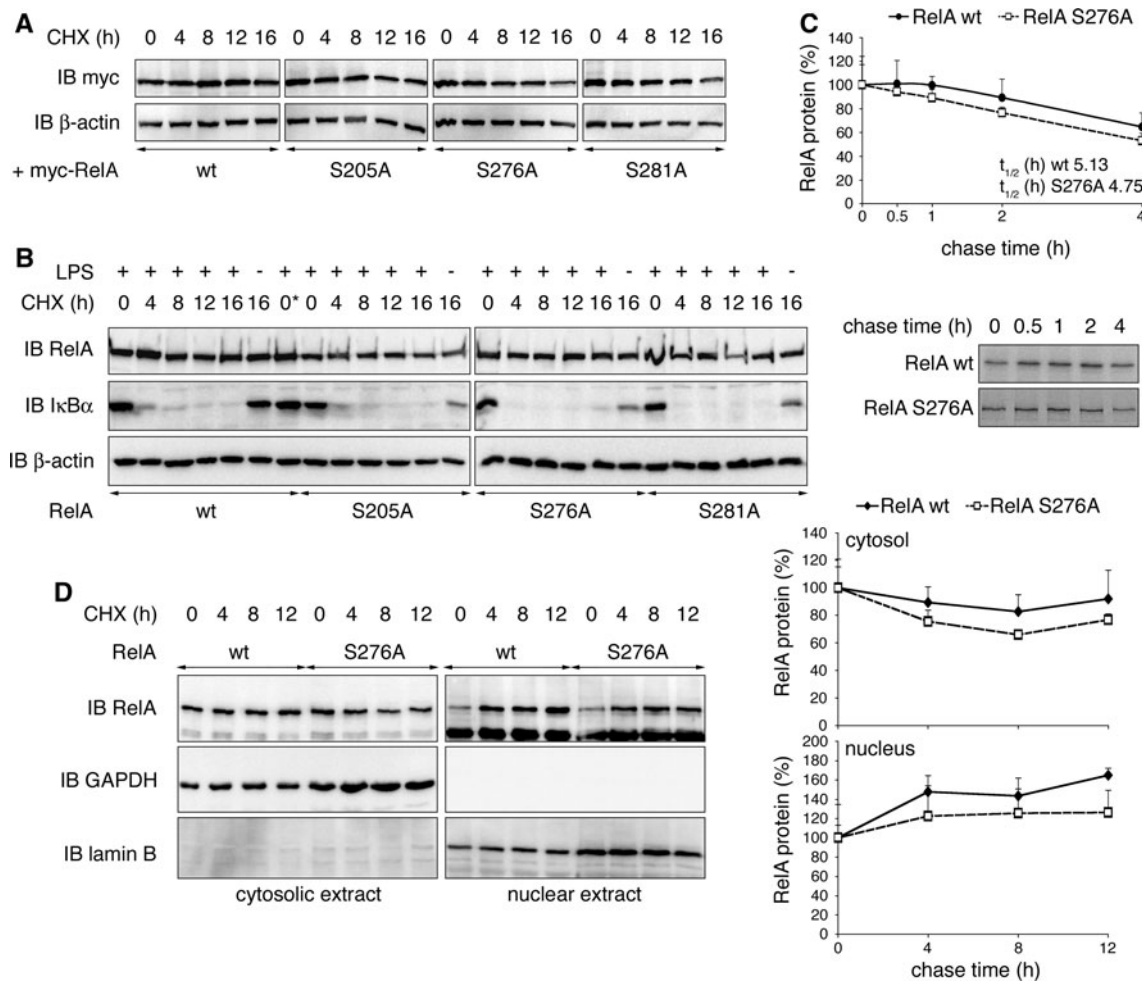 A
CHX (h) 0 4 8 12 16 0 4 8 12 16 0 4 8 12 16 0 4 8 12 16
IB myc
IB β-actin
+ myc-RelA wt S205A S276A S281A
C
RelA wt RelA S276A
140
120
100
80
60
40
20
0
RelA protein (%)
t1/2 (h) wt 5.13
t1/2 (h) S276A 4.75
0 0.5 1 2 4
chase time (h)
chase time (h) 0 0.5 1 2 4
RelA wt
RelA S276A
B
LPS + + + + + - + + + + + + - + + + + + - + + + + + -
CHX (h) 0 4 8 12 16 16 0* 0 4 8 12 16 16 0 4 8 12 16 16 0 4 8 12 16 16
IB RelA
IB IκBα
IB β-actin
RelA wt S205A S276A S281A
D
CHX (h) 0 4 8 12 0 4 8 12 0 4 8 12 0 4 8 12
RelA wt S276A wt S276A
IB RelA
IB GAPDH
IB lamin B
cytosolic extract nuclear extract
RelA wt RelA S276A
cytosol
140
120
100
80
60
40
20
0
RelA protein (%)
nucleus
200
180
160
140
120
100
80
60
40
20
0
RelA protein (%)
0 4 8 12
chase time (h)